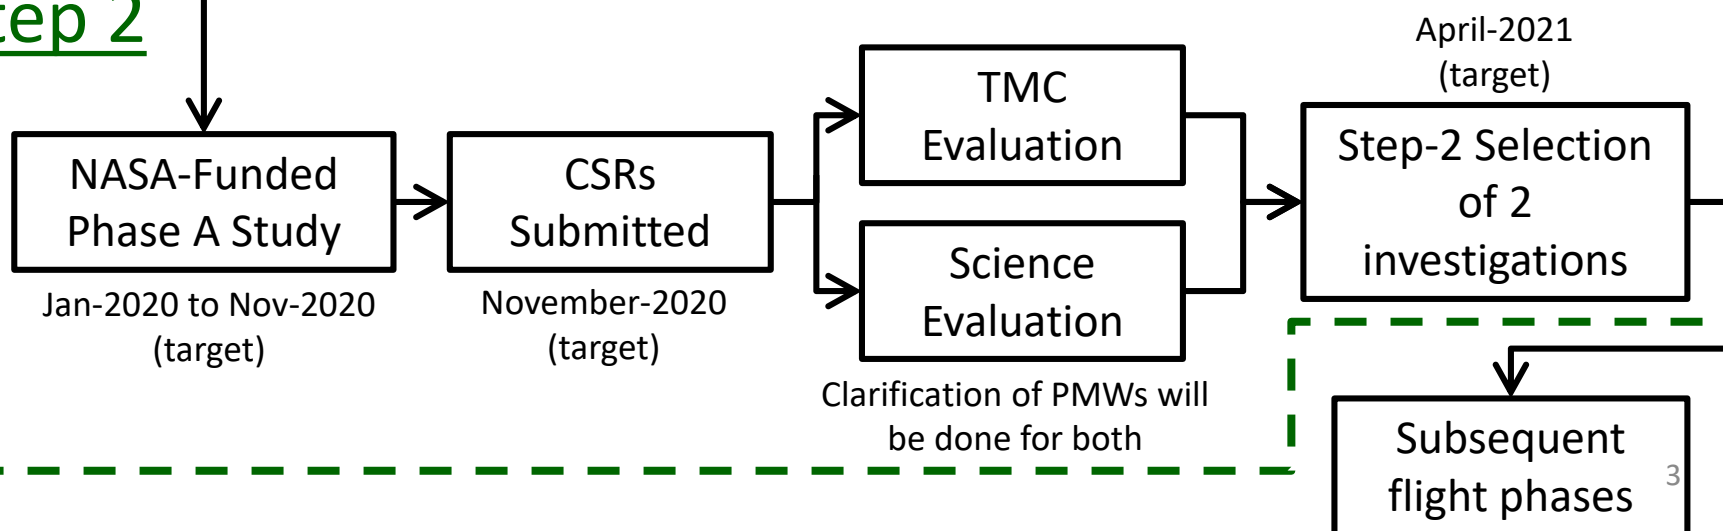 tep 2
April-2021
(target)
TMC
Evaluation
NASA-Funded
Phase A Study
CSRs
Submitted
Step-2 Selection
of 2
investigations
Science
Evaluation
Jan-2020 to Nov-2020
(target)
November-2020
(target)
Clarification of PMWs will
be done for both
Subsequent
flight phases
3